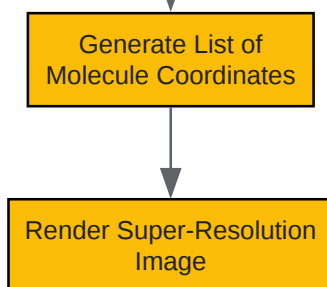 Generate List of
Molecule Coordinates
Render Super-Resolution
Image